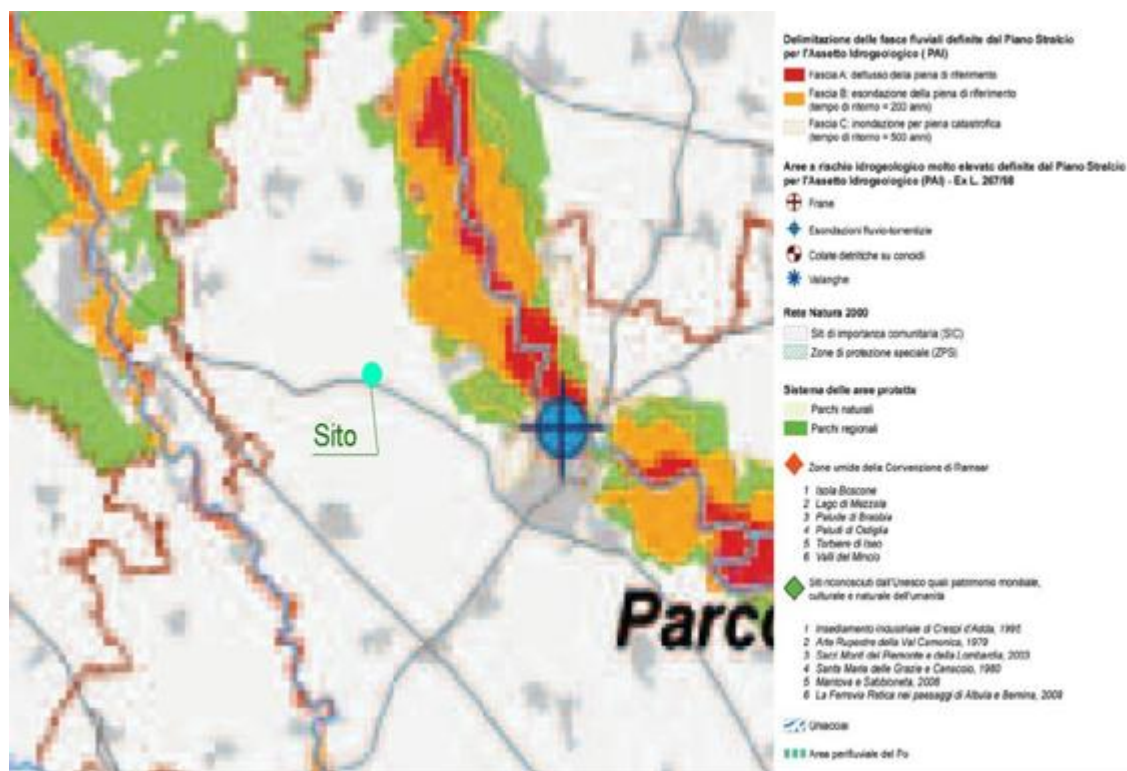 Sito
Parco
Delimitazione delle fasce fluviali definite dal Piano Stralcio
per l'Assetto Idrogeologico (PAI)
Fascia A: deflusso della piena di riferimento
Fascia B: esondazione della piena di riferimento
(tempo di ritorno = 200 anni)
Fascia C: inondazione per piena catastrofica
(tempo di ritorno = 500 anni)
Aree a rischio idrogeologico molto elevato definite dal Piano Stralcio
per l'Assetto Idrogeologico (PAI) - Ex L. 267/98
Frane
Esondazioni fluvio-torrentizie
Colate detritiche su conoidi
Valanghe
Rete Natura 2000
Siti di importanza comunitaria (SIC)
Zone di protezione speciale (ZPS)
Sistema delle aree protette
Parchi naturali
Parchi regionali
Zone umide della Convenzione di Ramsar
1 Isola Boscone
2 Lago di Mezzola
3 Palude di Brabbia
4 Paludi di Ostiglia
5 Torbiere di Iseo
6 Valli del Mincio
Siti riconosciuti dall'Unesco quali patrimonio mondiale,
culturale e naturale dell'umanità
1 Insediamento industriale di Crespi d'Adda, 1995
2 Arte Rupestre della Val Camonica, 1979
3 Sacri Monti del Piemonte e della Lombardia, 2003
4 Santa Maria delle Grazie e Cenacolo, 1980
5 Mantova e Sabbioneta, 2008
6 La Ferrovia Retica nei paesaggi di Albula e Bernina, 2008
Ghiacciai
Area perifluviale del Po